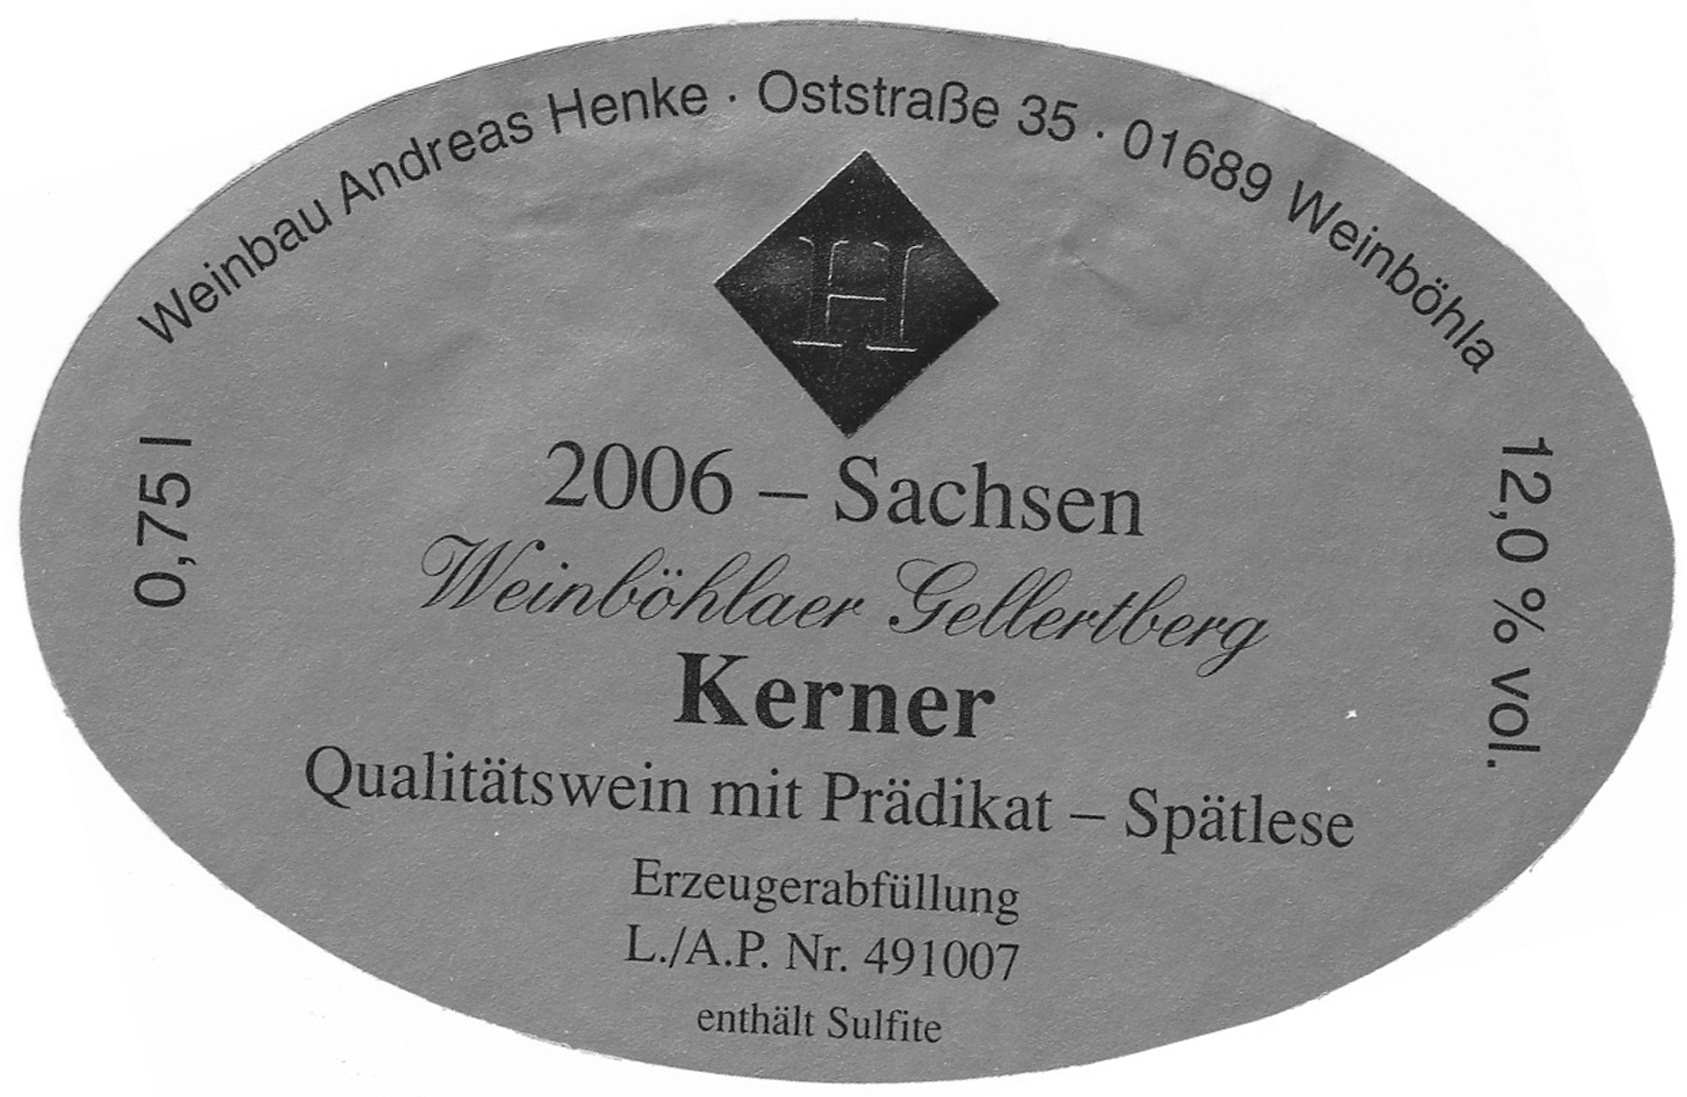 Weinbau Andreas Henke · Oststraße 35 · 01689 Weinböhla
H
0,75 l
12,0 % vol.
2006 – Sachsen
Weinböhlaer Gellertberg
Kerner
Qualitätswein mit Prädikat – Spätlese
Erzeugerabfüllung
L./A.P. Nr. 491007
enthält Sulfite